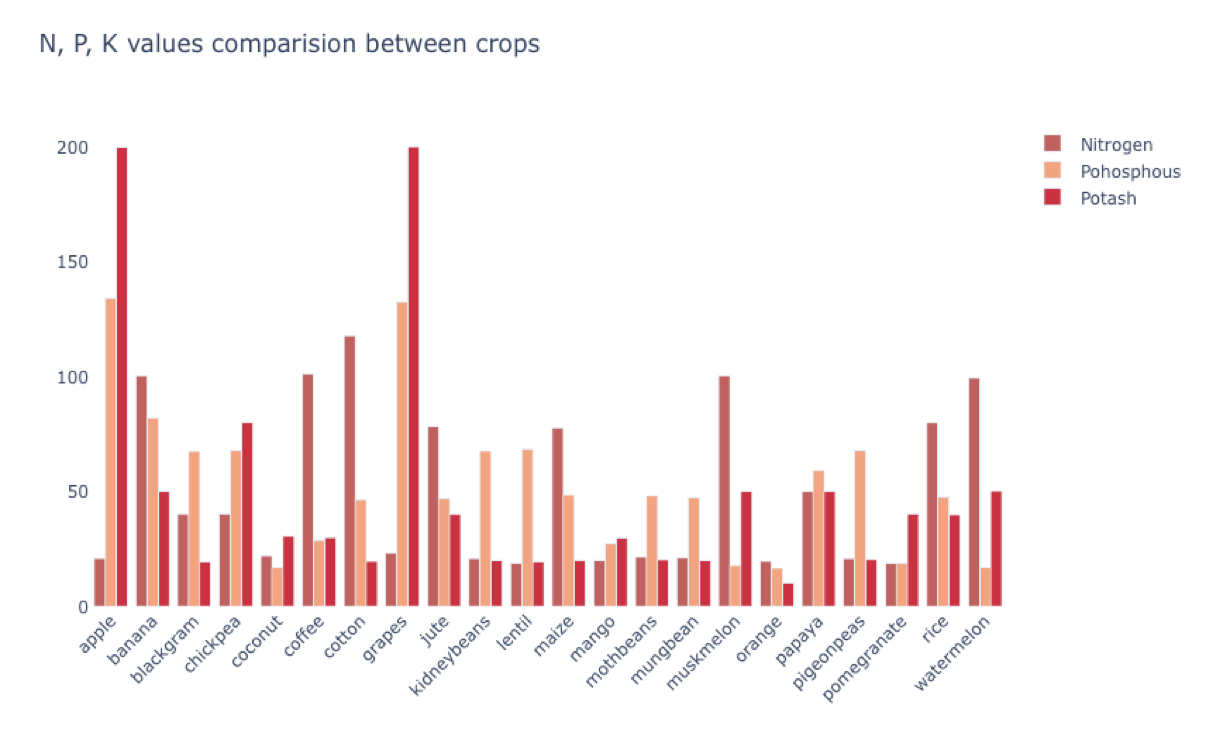 N, P, K values comparision between crops
200
150
100
50
0
Nitrogen
Pohosphous
Potash
apple
banana
blackgram
chickpea
coconut
coffee
cotton
grapes
jute
kidneybeans
lentil
maize
mango
mothbeans
mungbean
muskmelon
orange
papaya
pigeonpeas
pomegranate
rice
watermelon